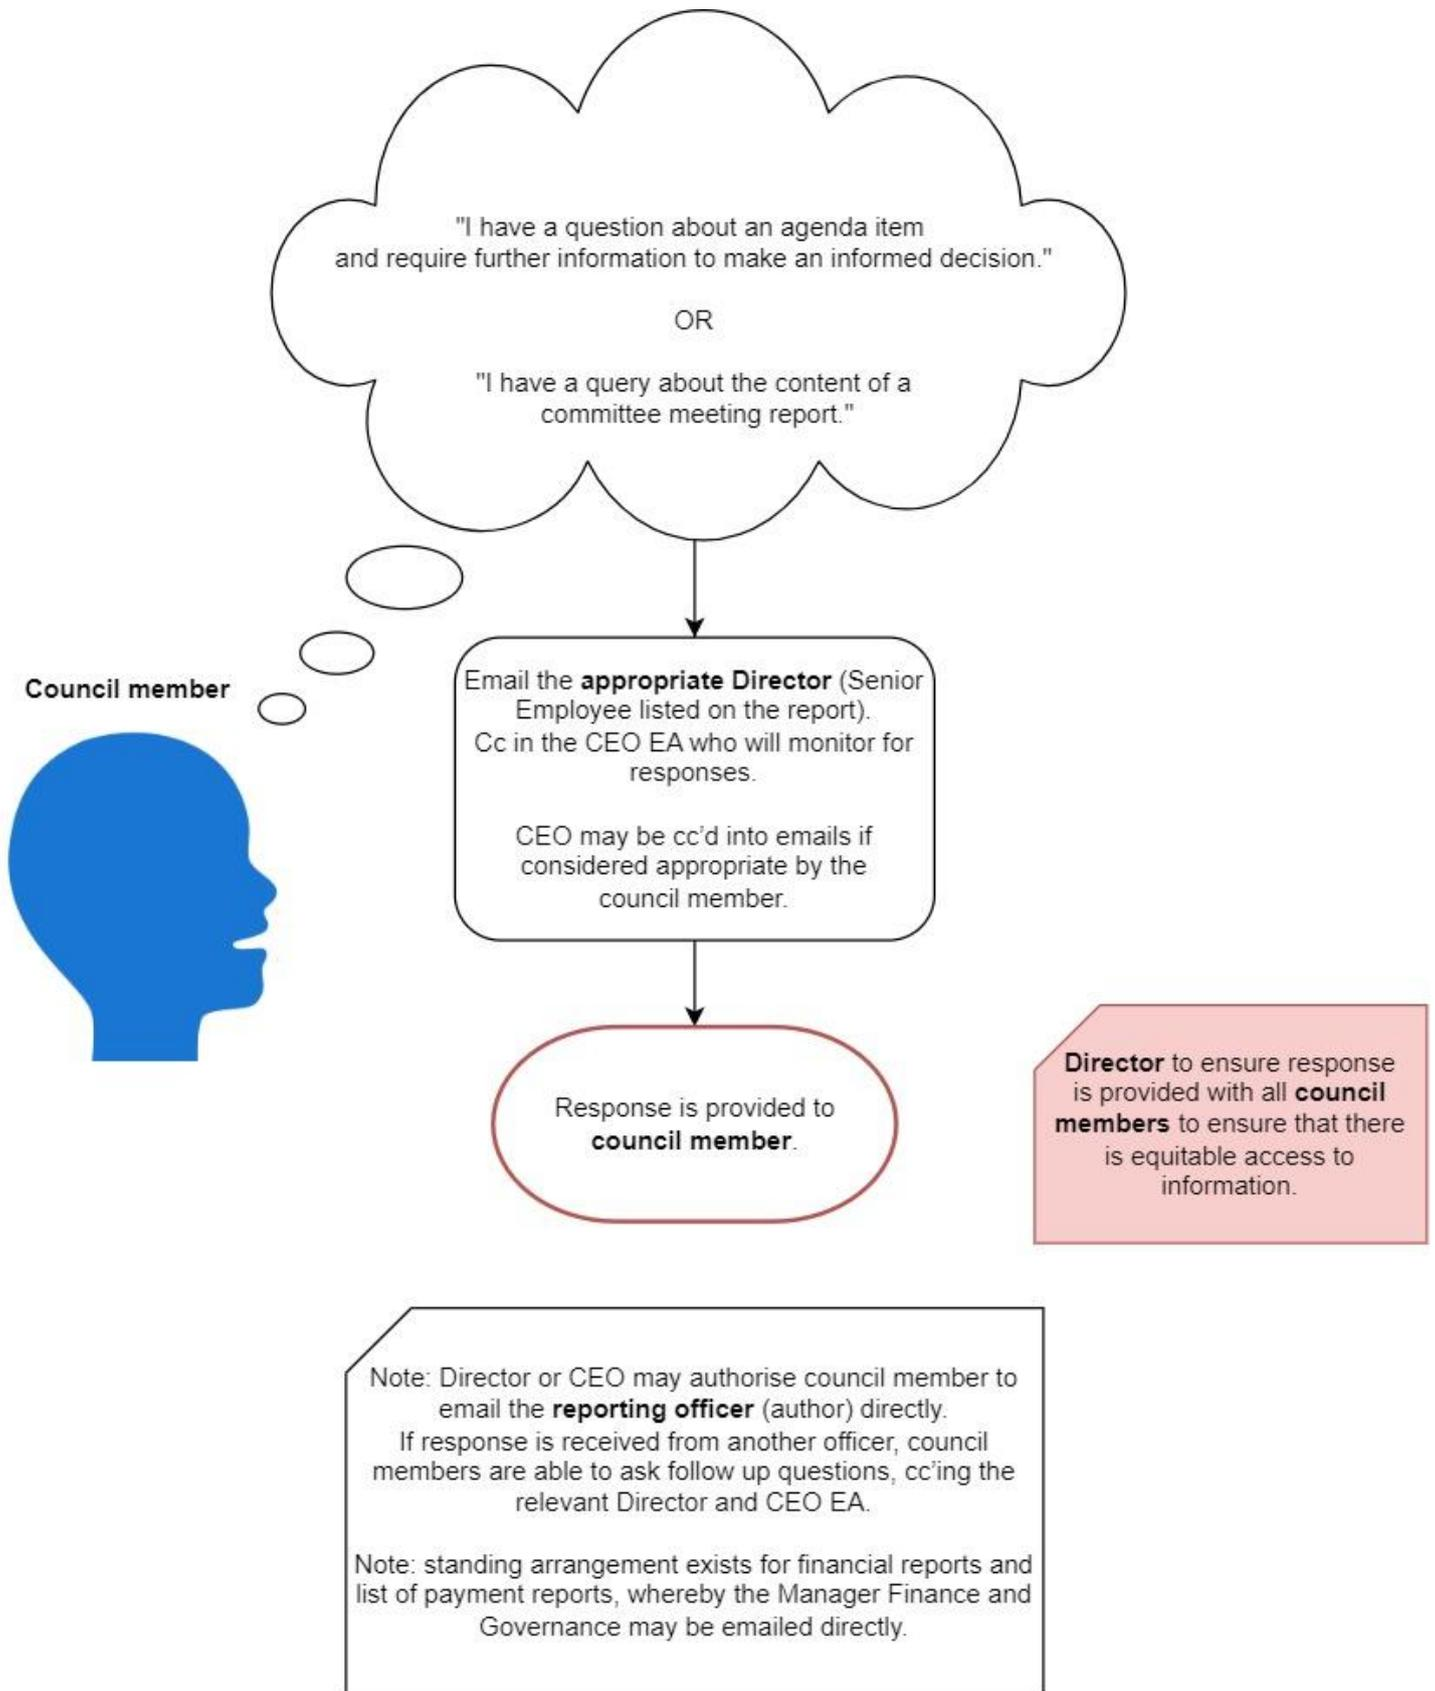 "I have a question about an agenda item
and require further information to make an informed decision."
OR
"I have a query about the content of a
committee meeting report."
Council member
Email the appropriate Director (Senior
Employee listed on the report).
Cc in the CEO EA who will monitor for
responses.
CEO may be cc'd into emails if
considered appropriate by the
council member.
Response is provided to
council member.
Director to ensure response
is provided with all council
members to ensure that there
is equitable access to
information.
Note: Director or CEO may authorise council member to
email the reporting officer (author) directly.
If response is received from another officer, council
members are able to ask follow up questions, cc'ing the
relevant Director and CEO EA.
Note: standing arrangement exists for financial reports and
list of payment reports, whereby the Manager Finance and
Governance may be emailed directly.